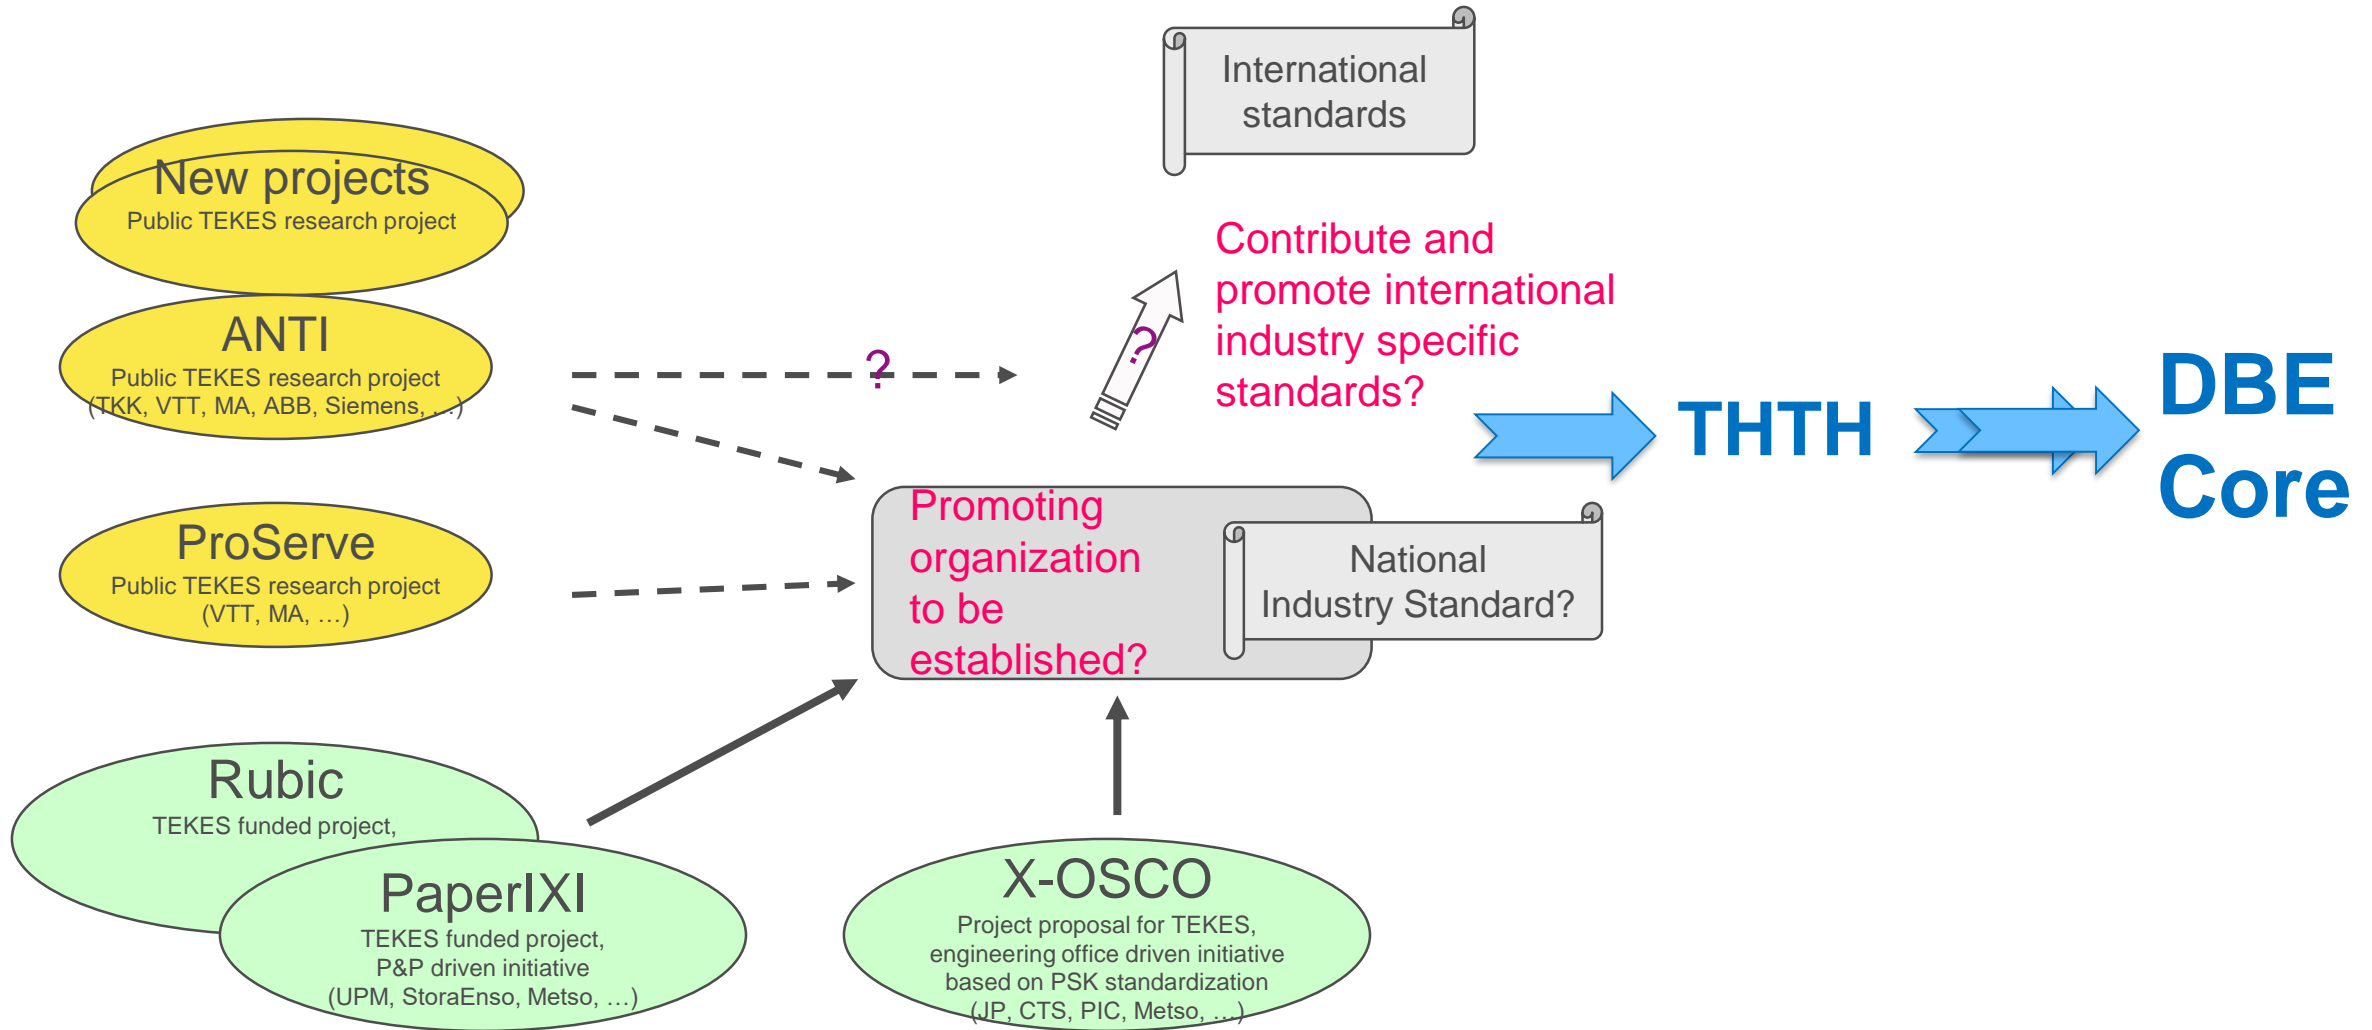 International
standards
New projects
Public TEKES research project
Contribute and
promote international
industry specific
standards?
ANTI
Public TEKES research project
(TKK, VTT, MA, ABB, Siemens, …)
?
?
THTH
DBE
Core
Promoting
organization
to be
established?
National
Industry Standard?
ProServe
Public TEKES research project
(VTT, MA, …)
Rubic
TEKES funded project,
PaperIXI
TEKES funded project,
P&P driven initiative
(UPM, StoraEnso, Metso, …)
X-OSCO
Project proposal for TEKES,
engineering office driven initiative
based on PSK standardization
(JP, CTS, PIC, Metso, …)